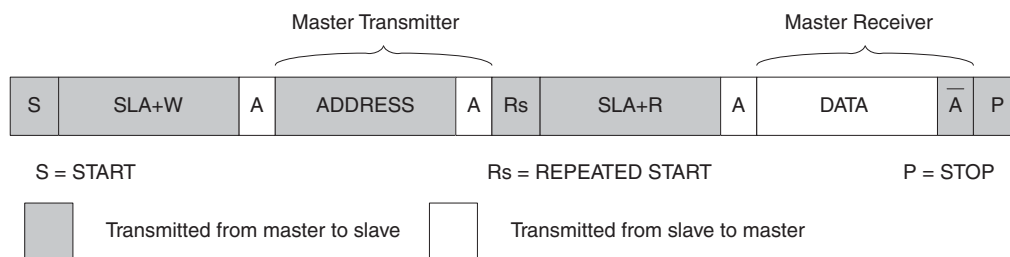 Master Transmitter Master Receiver
S SLA+W A ADDRESS A Rs SLA+R A DATA A̅ P
S = START Rs = REPEATED START P = STOP
Transmitted from master to slave Transmitted from slave to master